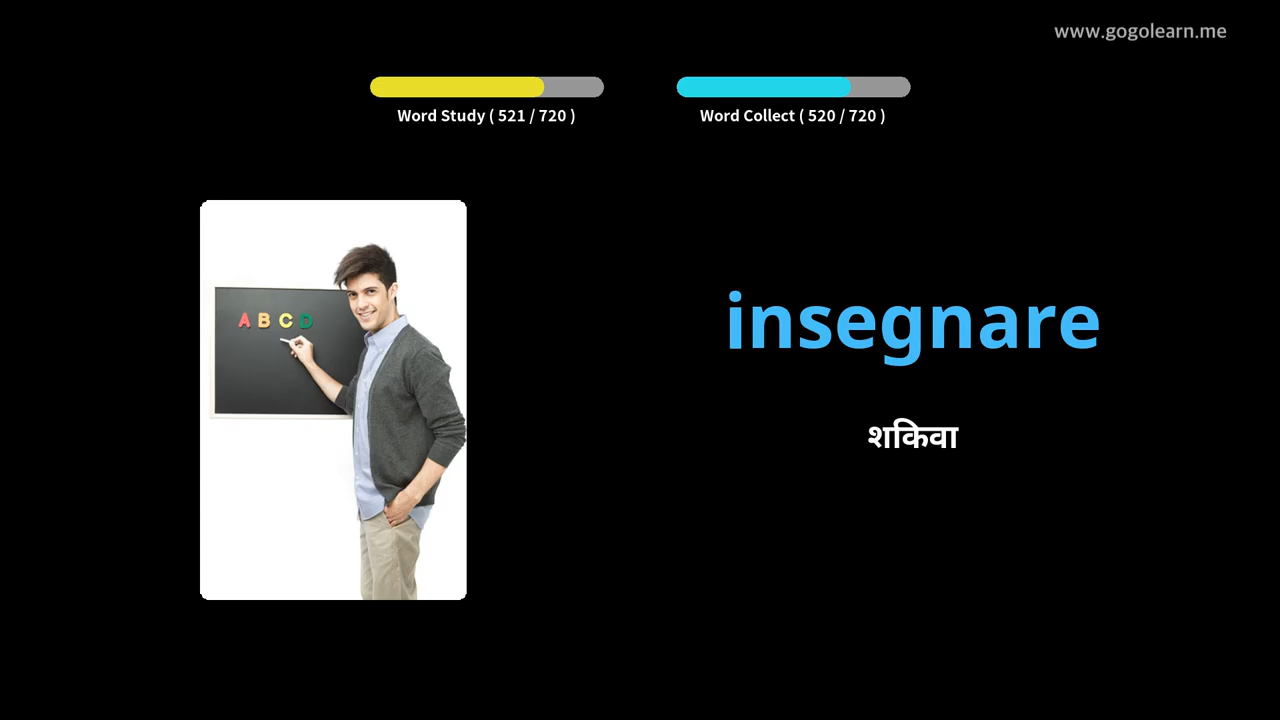 www.gogolearn.me
Word Study ( 521 / 720 )
Word Collect ( 520 / 720 )
A B C D
insegnare
शकिवा